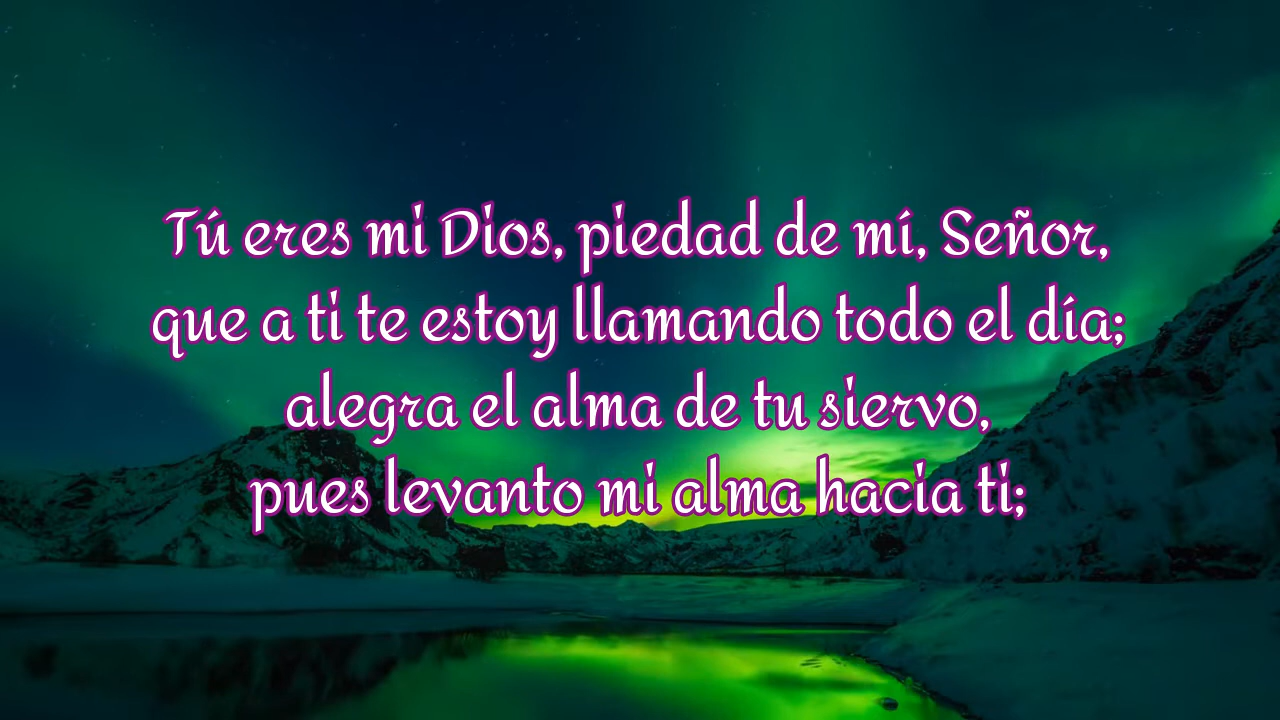 Tú eres mi Dios, piedad de mí, Señor,
que a ti te estoy llamando todo el día;
alegra el alma de tu siervo,
pues levanto mi alma hacia ti;